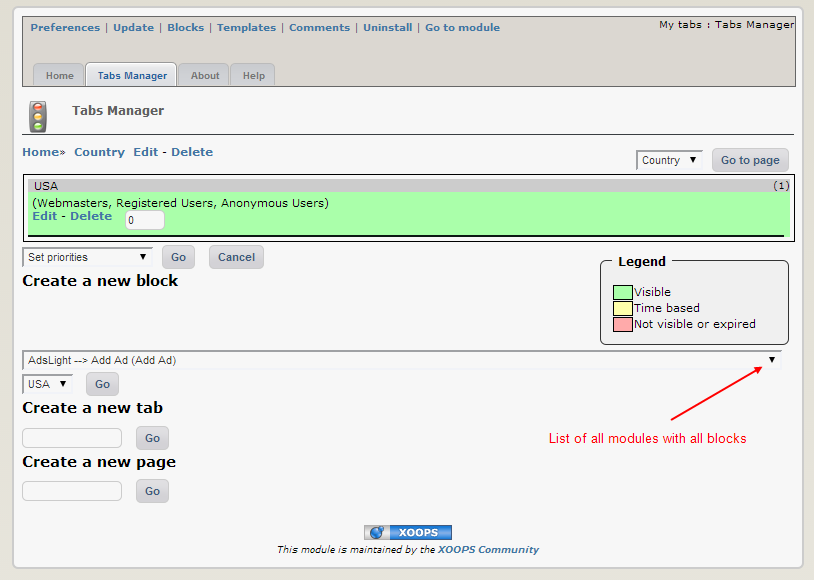 Preferences | Update | Blocks | Templates | Comments | Uninstall | Go to module
My tabs : Tabs Manager
Home Tabs Manager About Help
Tabs Manager
Home» Country Edit - Delete
Country Go to page
USA (1)
(Webmasters, Registered Users, Anonymous Users)
Edit - Delete 0
Set priorities Go Cancel
Create a new block
Legend
Visible
Time based
Not visible or expired
AdsLight --> Add Ad (Add Ad)
USA Go
Create a new tab
List of all modules with all blocks
Go
Create a new page
Go
XOOPS
This module is maintained by the XOOPS Community